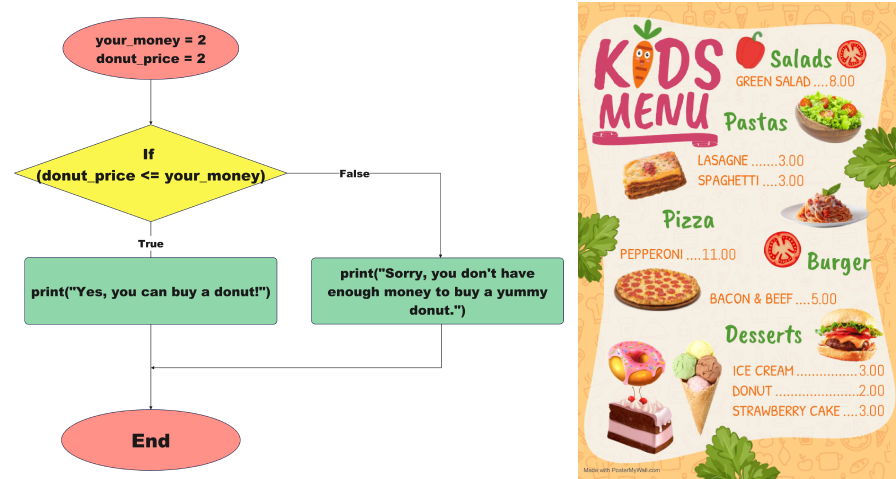 your_money = 2
donut_price = 2
If
(donut_price <= your_money)
False
True
print("Yes, you can buy a donut!")
print("Sorry, you don't have
enough money to buy a yummy
donut.")
End
KIDS
MENU
Salads
GREEN SALAD ....8.00
Pastas
LASAGNE .......3.00
SPAGHETTI ....3.00
Pizza
PEPPERONI ....11.00
Burger
BACON & BEEF ....5.00
Desserts
ICE CREAM ......................3.00
DONUT ..........................2.00
STRAWBERRY CAKE ....3.00
Made with PosterMyWall.com